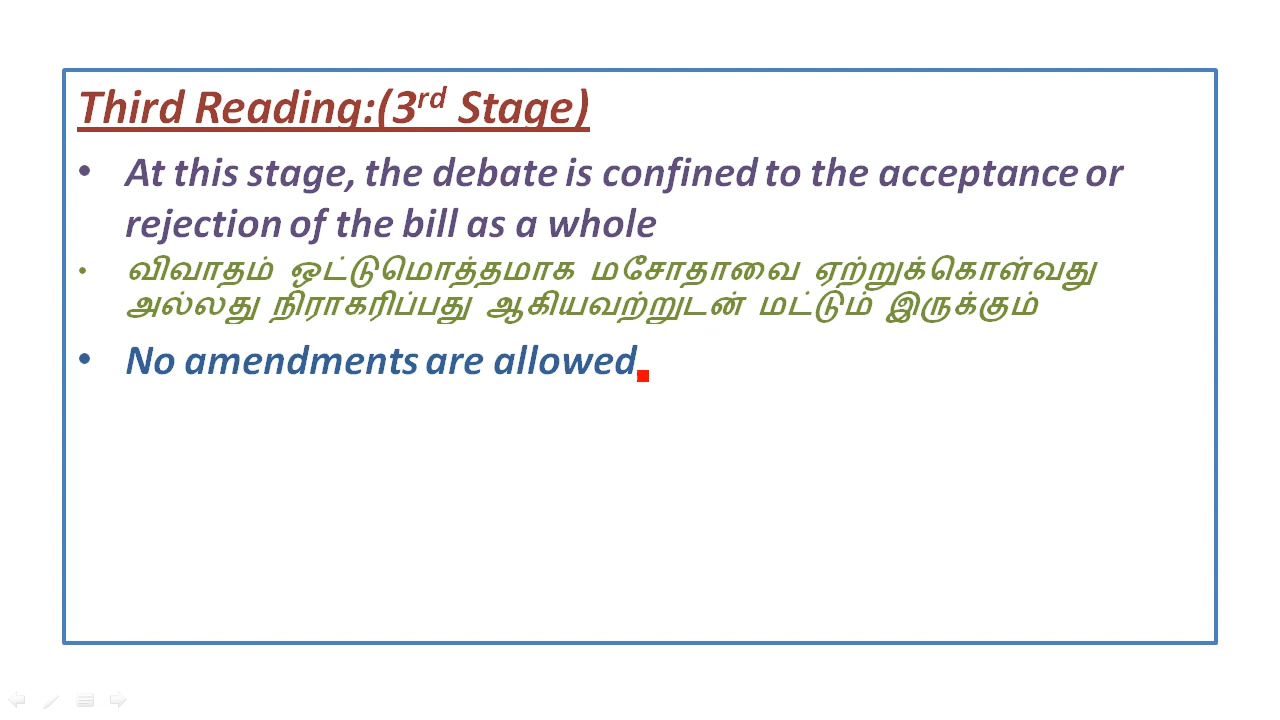 Third Reading:(3rd Stage)
• At this stage, the debate is confined to the acceptance or
rejection of the bill as a whole
• விவாதம் ஒட்டுமொத்தமாக மசோதாவை ஏற்றுக்கொள்வது
அல்லது நிராகரிப்பது ஆகியவற்றுடன் மட்டும் இருக்கும்
• No amendments are allowed.